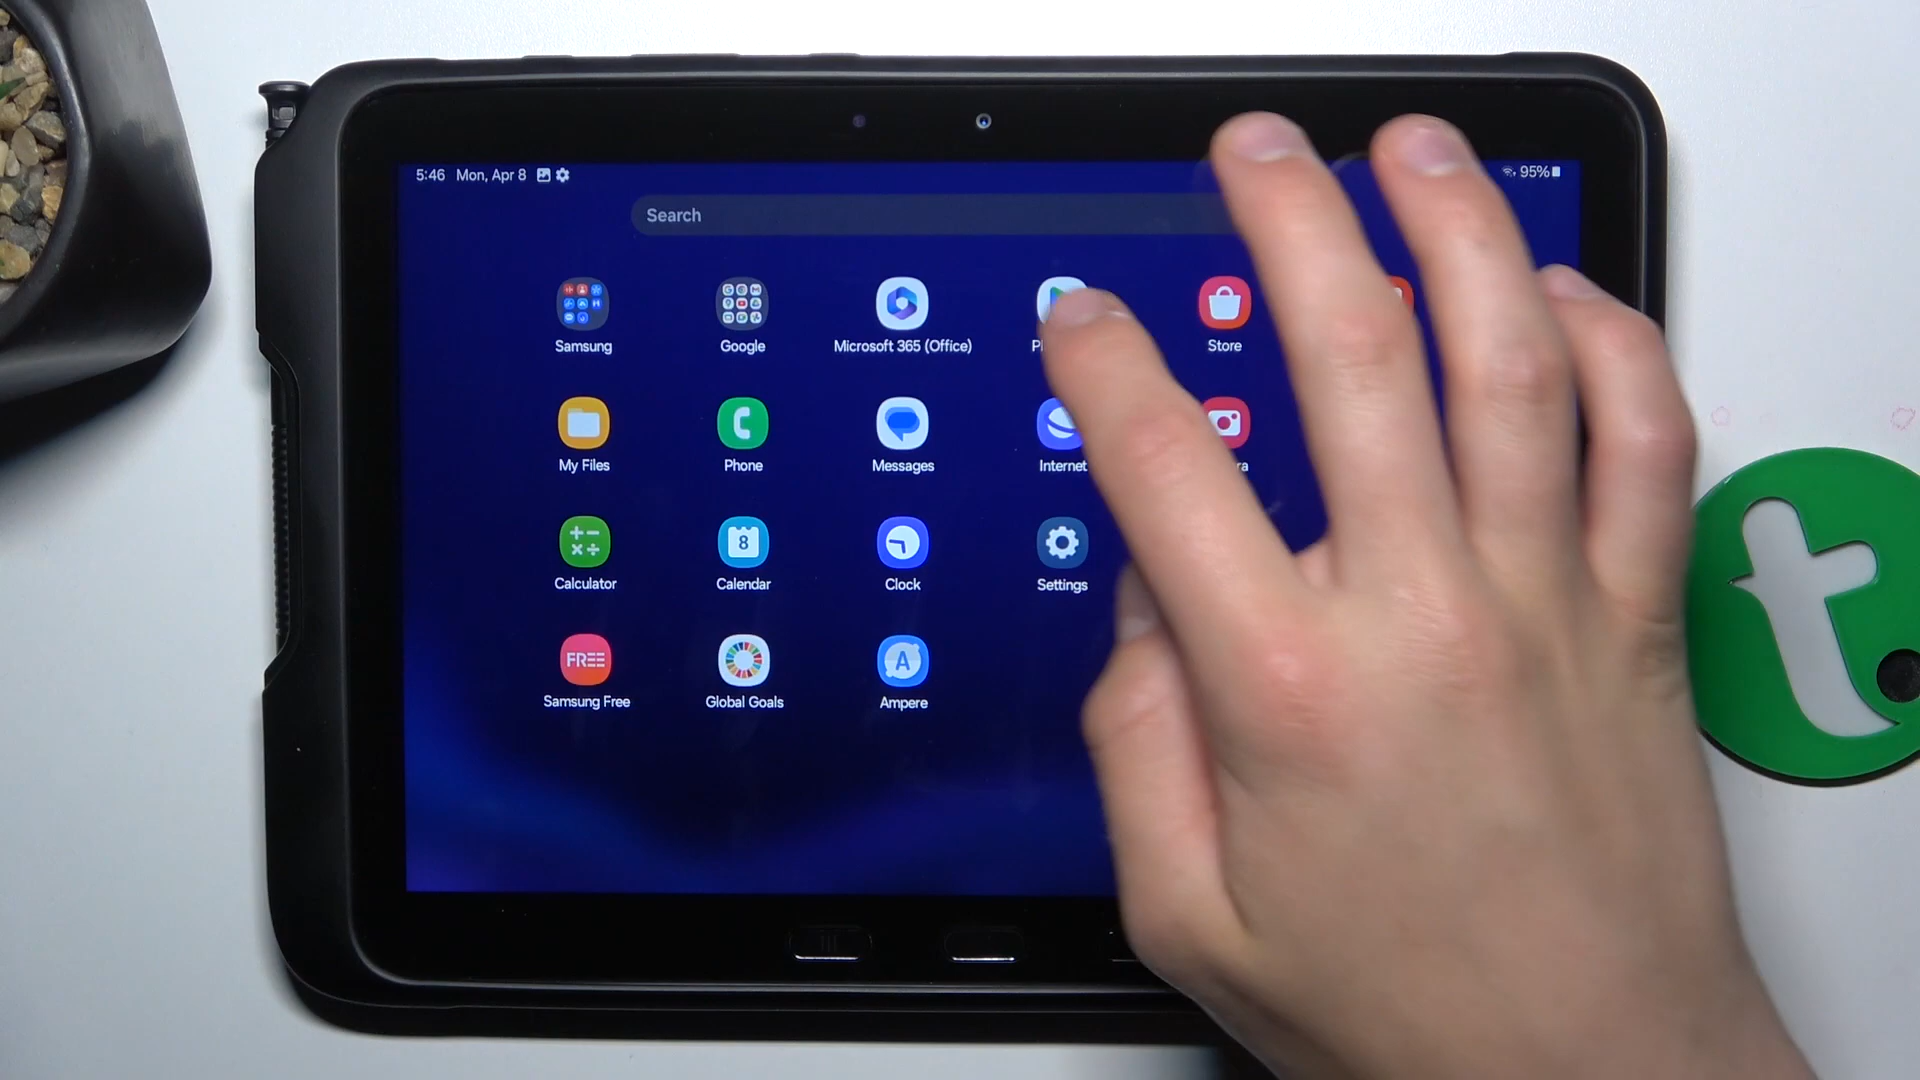 5:46 Mon, Apr 8
95%
Search
Samsung
Google
Microsoft 365 (Office)
Store
My Files
Phone
Messages
Internet
Calculator
8
Calendar
Clock
Settings
FREE
Samsung Free
Global Goals
A
Ampere
t